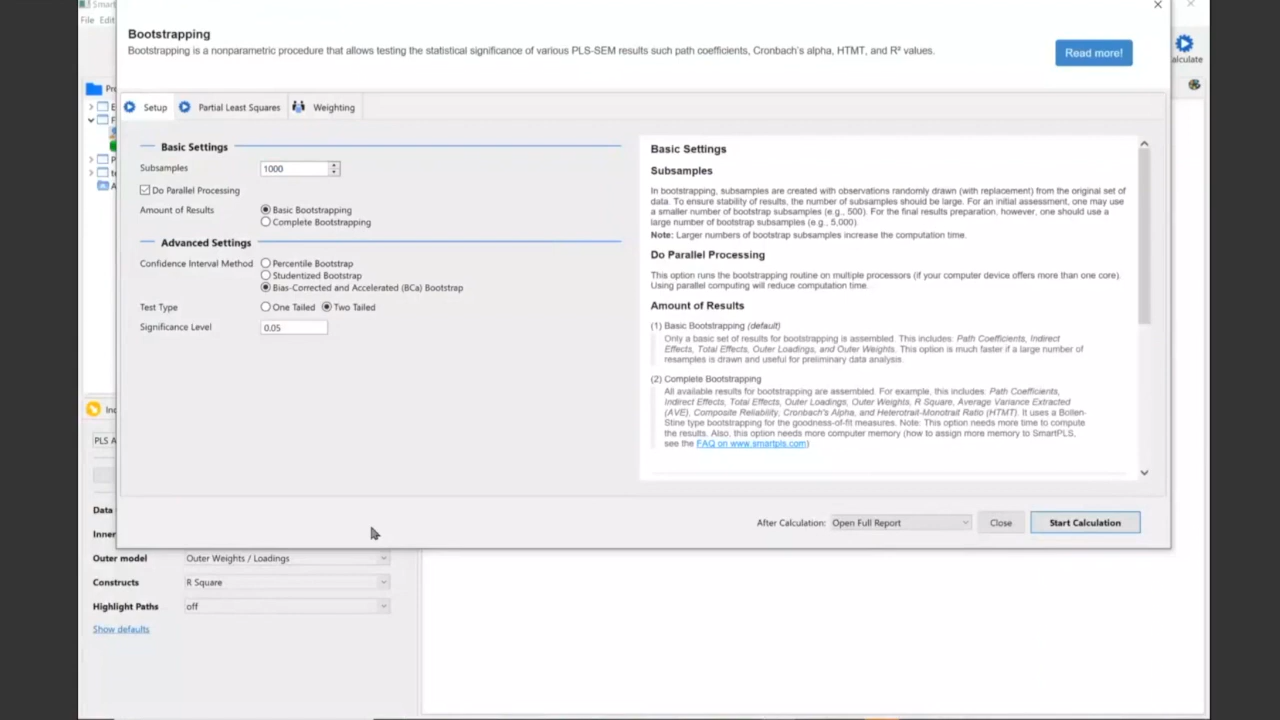 Smart
File Edit
Bootstrapping
Bootstrapping is a nonparametric procedure that allows testing the statistical significance of various PLS-SEM results such path coefficients, Cronbach's alpha, HTMT, and R² values.
Read more!
alculate
Setup Partial Least Squares Weighting
Basic Settings
Subsamples 1000
Do Parallel Processing
Amount of Results Basic Bootstrapping
Complete Bootstrapping
Advanced Settings
Confidence Interval Method Percentile Bootstrap
Studentized Bootstrap
Bias-Corrected and Accelerated (BCa) Bootstrap
Test Type One Tailed Two Tailed
Significance Level 0.05
Basic Settings
Subsamples
In bootstrapping, subsamples are created with observations randomly drawn (with replacement) from the original set of
data. To ensure stability of results, the number of subsamples should be large. For an initial assessment, one may use
a smaller number of bootstrap subsamples (e.g., 500). For the final results preparation, however, one should use a
large number of bootstrap subsamples (e.g., 5,000).
Note: Larger numbers of bootstrap subsamples increase the computation time.
Do Parallel Processing
This option runs the bootstrapping routine on multiple processors (if your computer device offers more than one core).
Using parallel computing will reduce computation time.
Amount of Results
(1) Basic Bootstrapping (default)
Only a basic set of results for bootstrapping is assembled. This includes: Path Coefficients, Indirect
Effects, Total Effects, Outer Loadings, and Outer Weights. This option is much faster if a large number of
resamples is drawn and useful for preliminary data analysis.
(2) Complete Bootstrapping
All available results for bootstrapping are assembled. For example, this includes: Path Coefficients,
Indirect Effects, Total Effects, Outer Loadings, Outer Weights, R Square, Average Variance Extracted
(AVE), Composite Reliability, Cronbach's Alpha, and Heterotrait-Monotrait Ratio (HTMT). It uses a Bollen-
Stine type bootstrapping for the goodness-of-fit measures. Note: This option needs more time to compute
the results. Also, this option needs more computer memory (how to assign more memory to SmartPLS,
see the FAQ on www.smartpls.com)
After Calculation: Open Full Report Close Start Calculation
Pr
E
F
P
te
A
Inc
PLS A
Data
Inner
Outer model Outer Weights / Loadings
Constructs R Square
Highlight Paths off
Show defaults